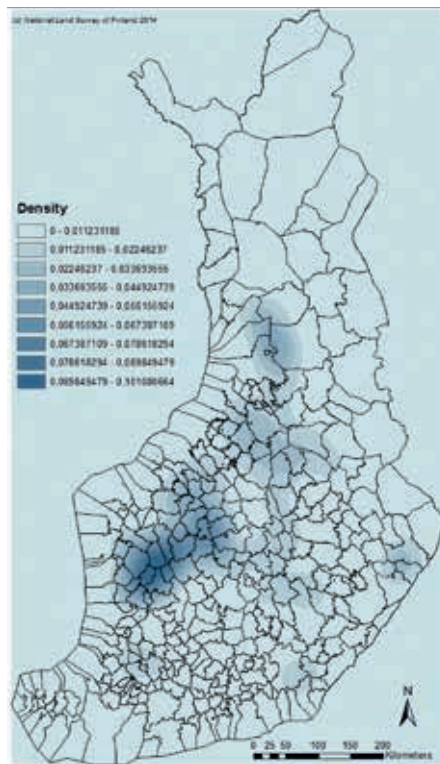 (c) National Land Survey of Finland 2014
Density
0 - 0.011231185
0.011231185 - 0.02246237
0.02246237 - 0.033693555
0.033693555 - 0.044924739
0.044924739 - 0.056155924
0.056155924 - 0.067387109
0.067387109 - 0.078618294
0.078618294 - 0.089849479
0.089849479 - 0.101080664
N
0 25 50 100 150 200
Kilometers